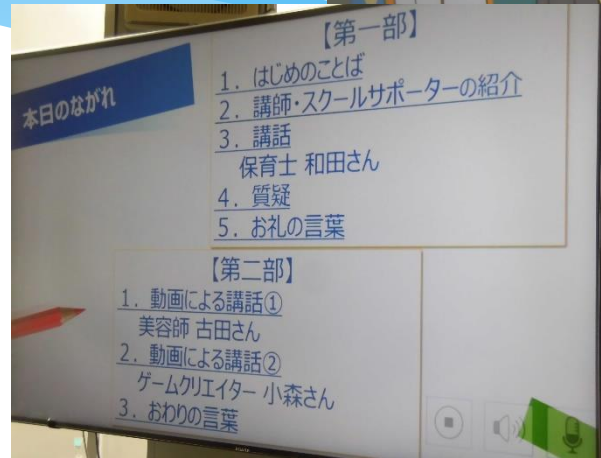 本日のながれ
【第一部】
1. はじめのことば
2. 講師・スクールサポーターの紹介
3. 講話
保育士 和田さん
4. 質疑
5. お礼の言葉
【第二部】
1. 動画による講話①
美容師 古田さん
2. 動画による講話②
ゲームクリエイター 小森さん
3. おわりの言葉